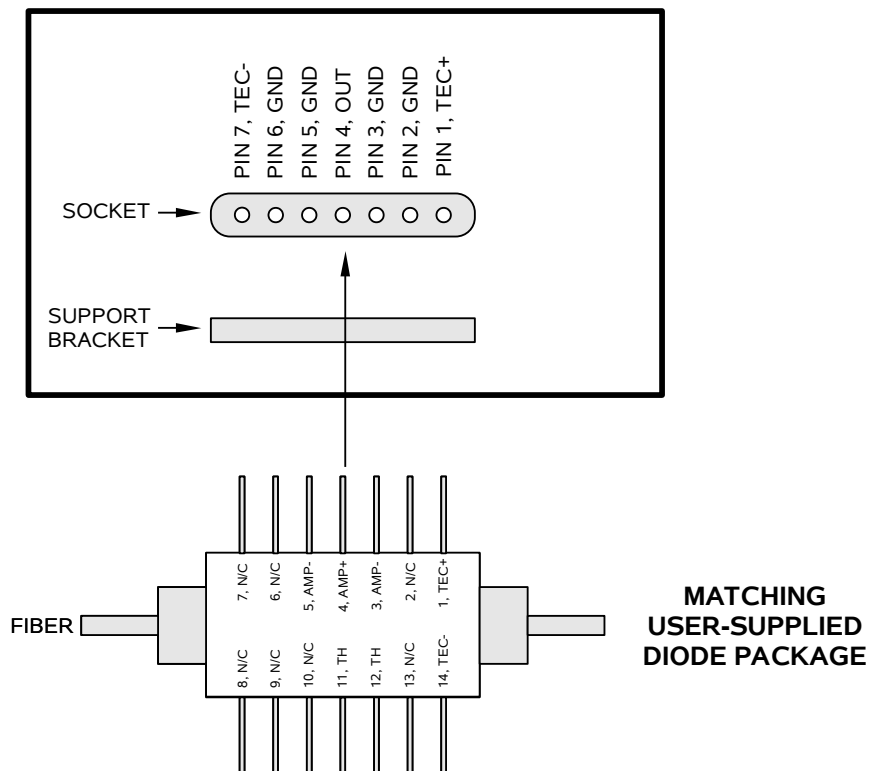 PIN 7, TEC-
PIN 6, GND
PIN 5, GND
PIN 4, OUT
PIN 3, GND
PIN 2, GND
PIN 1, TEC+
SOCKET
SUPPORT
BRACKET
7, N/C
6, N/C
5, AMP-
4, AMP+
3, AMP-
2, N/C
1, TEC+
FIBER
8, N/C
9, N/C
10, N/C
11, TH
12, TH
13, N/C
14, TEC-
MATCHING
USER-SUPPLIED
DIODE PACKAGE